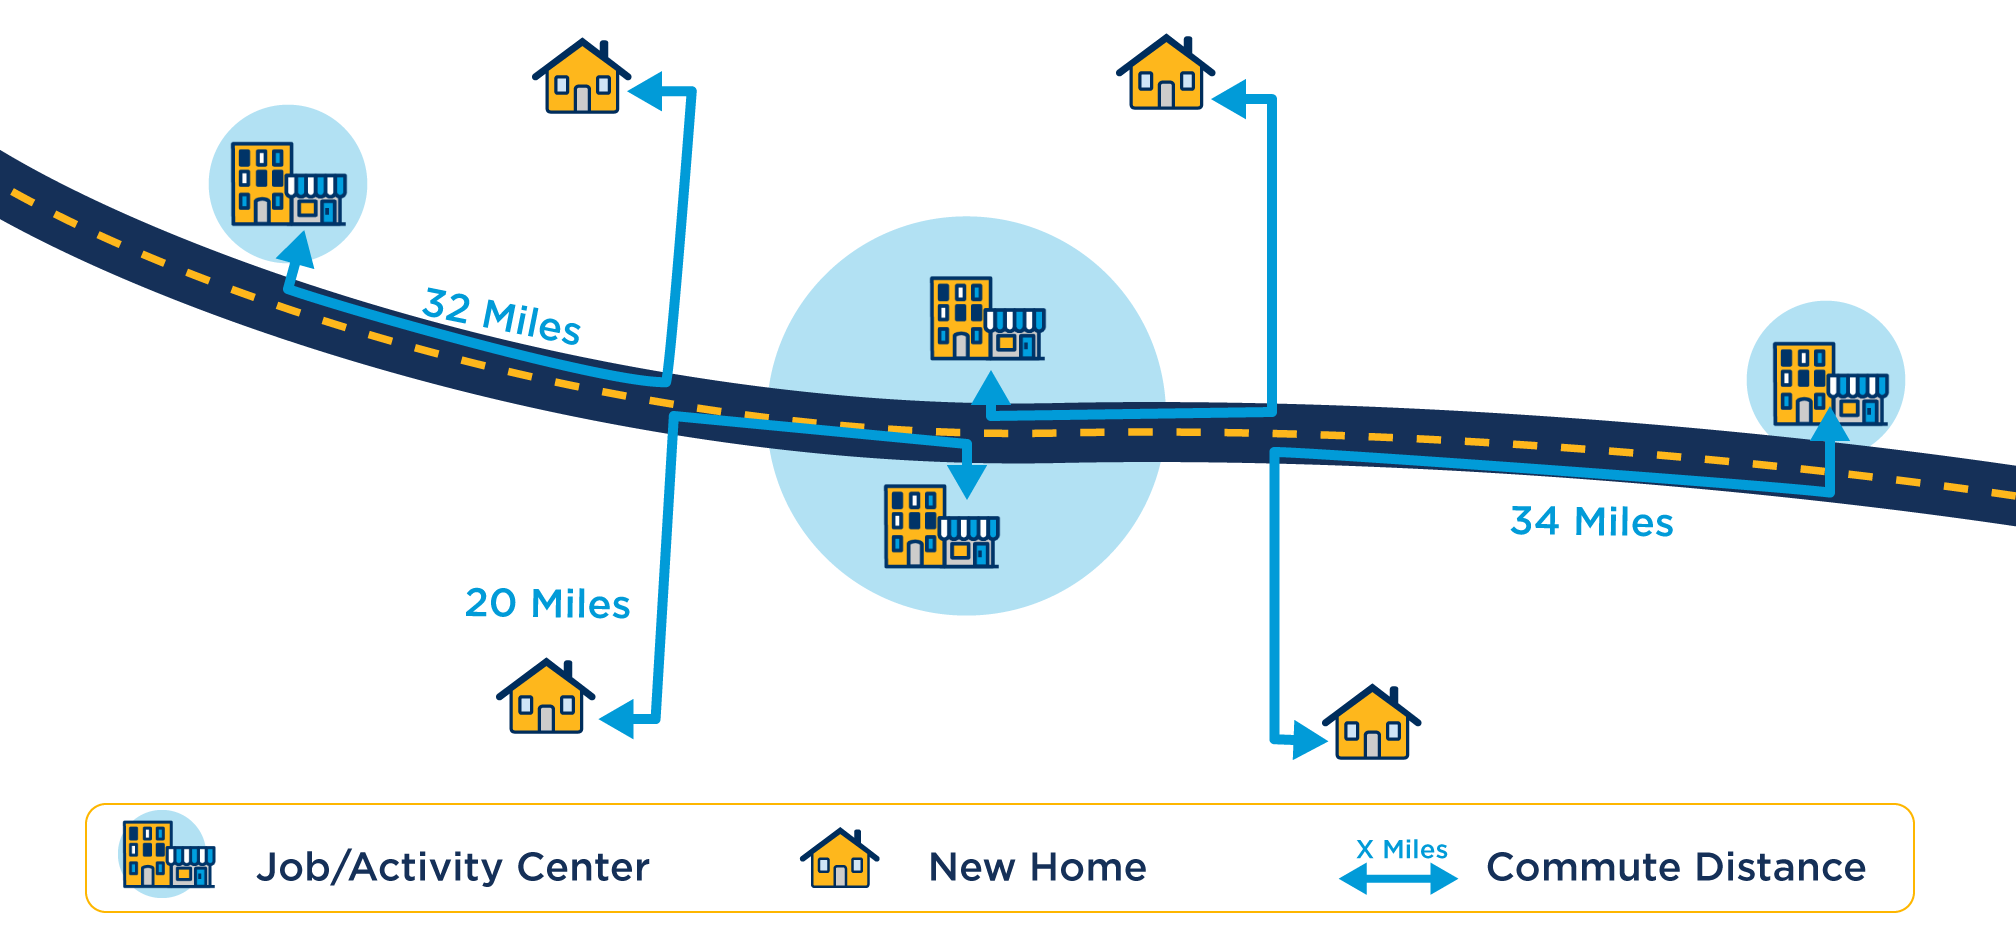 32 Miles
20 Miles
34 Miles
Job/Activity Center
New Home
X Miles
Commute Distance